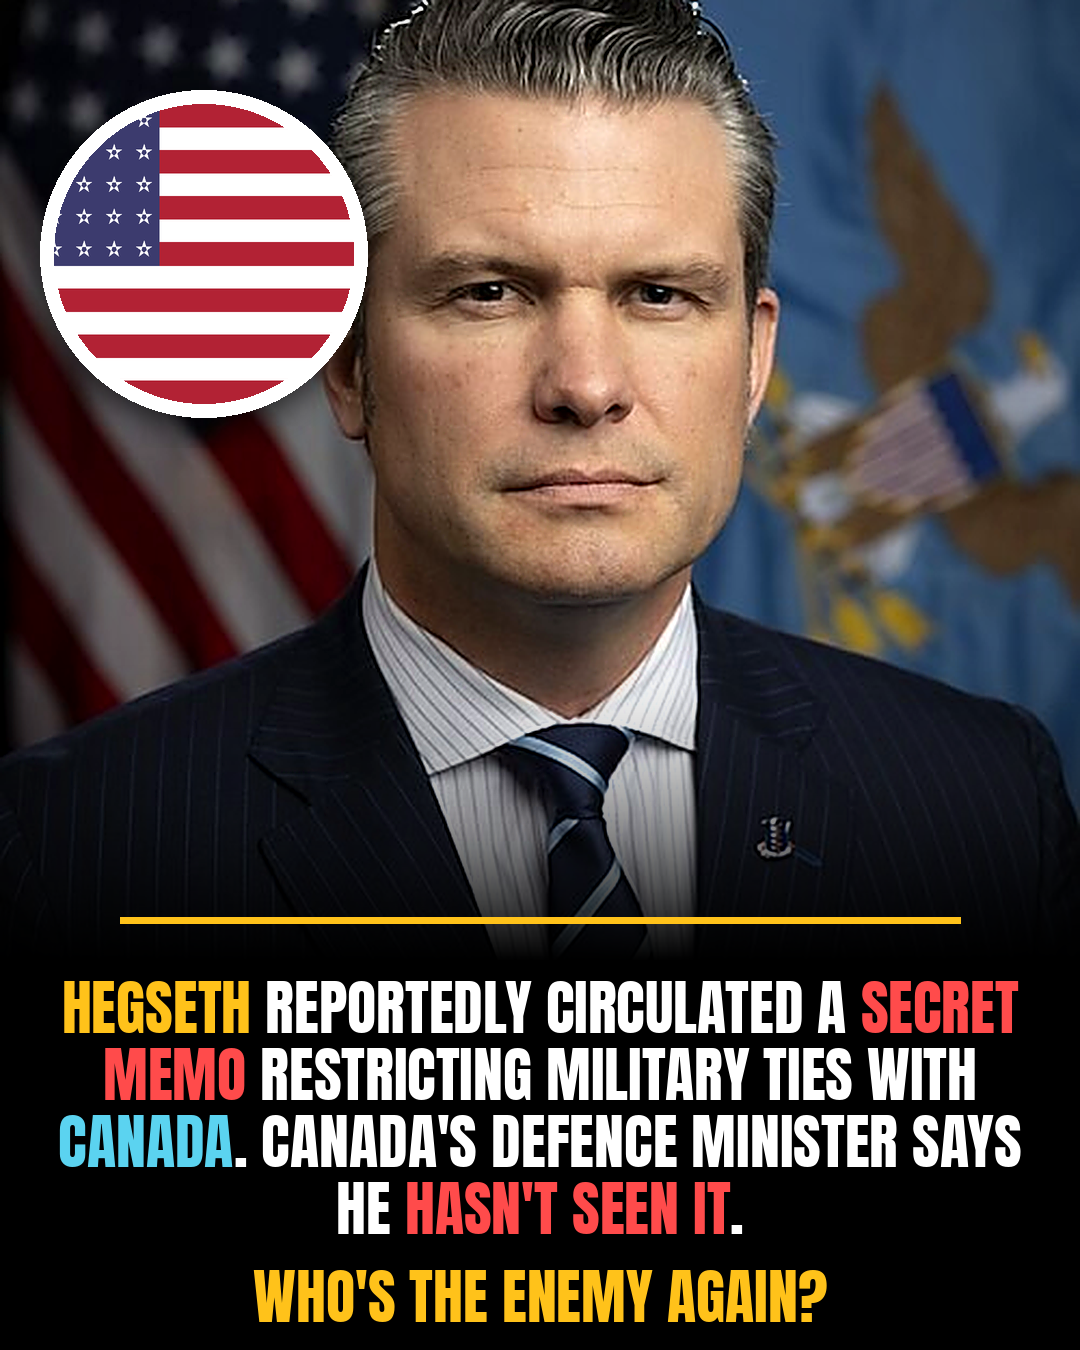 HEGSETH REPORTEDLY CIRCULATED A SECRET
MEMO RESTRICTING MILITARY TIES WITH
CANADA. CANADA'S DEFENCE MINISTER SAYS
HE HASN'T SEEN IT.
WHO'S THE ENEMY AGAIN?